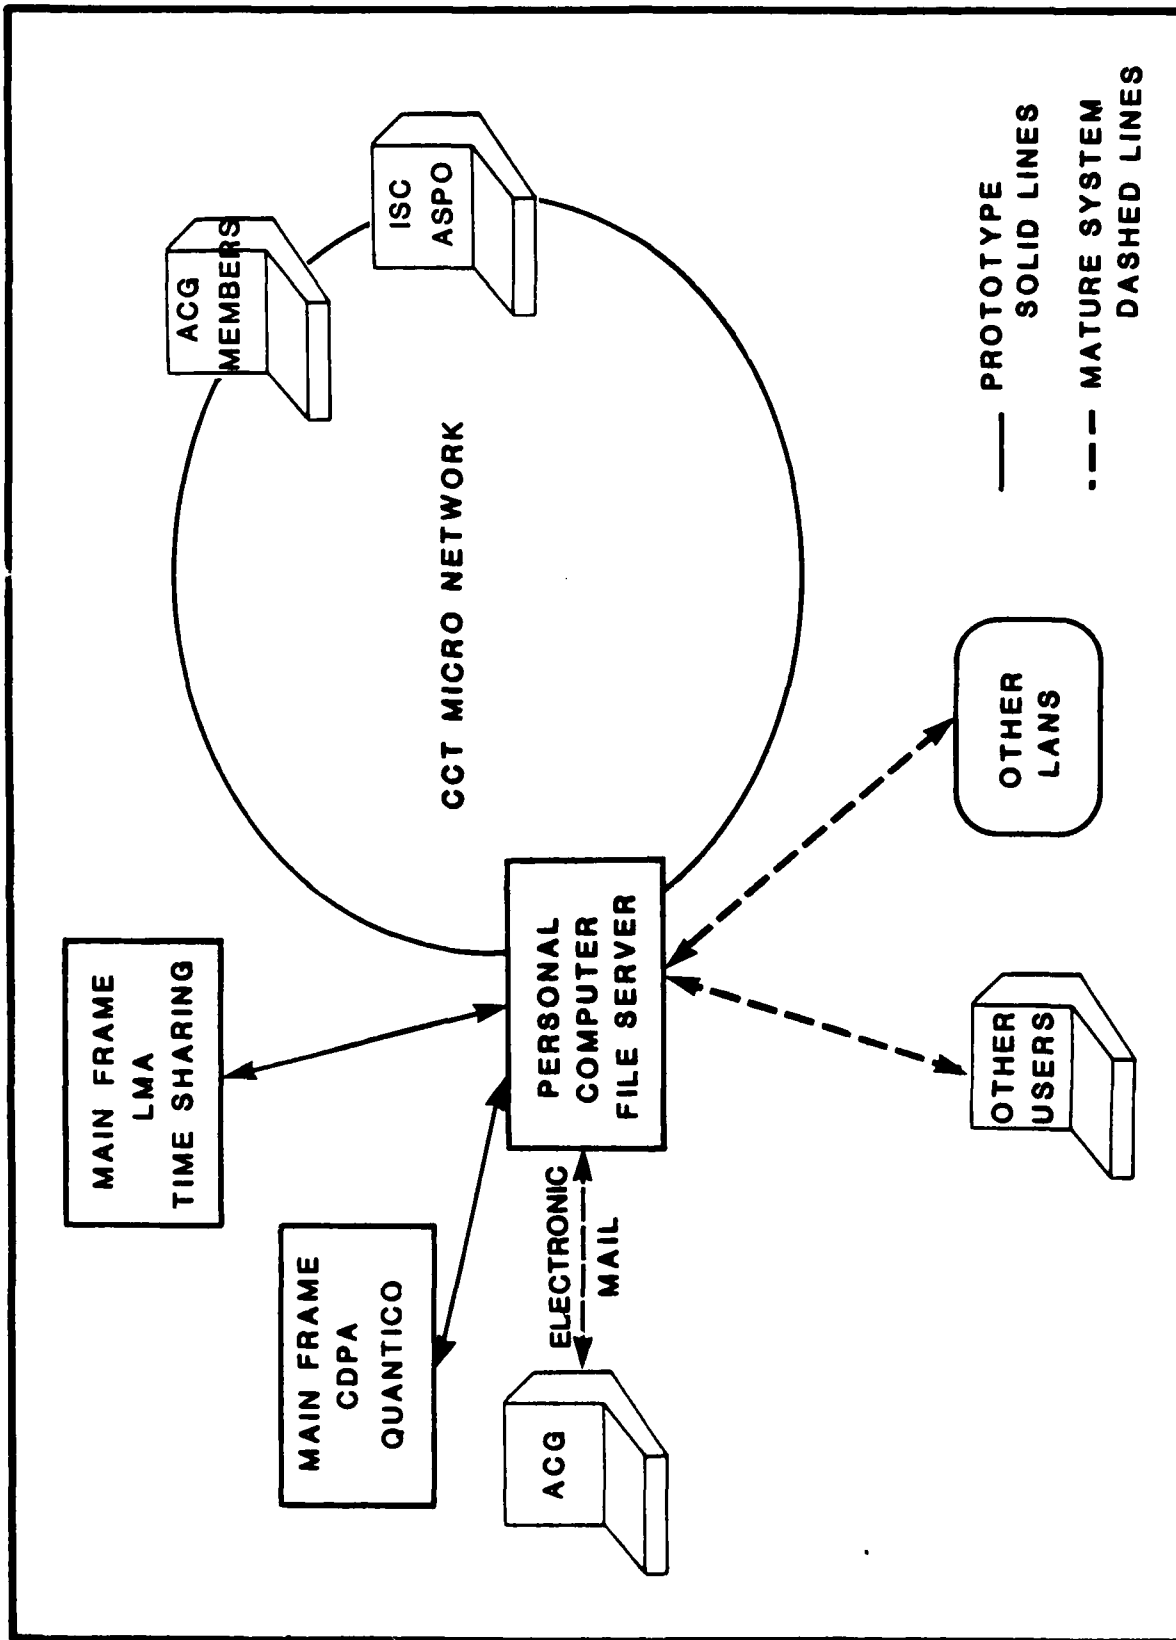 MAIN FRAME
LMA
TIME SHARING
MAIN FRAME
CDPA
QUANTICO
ACG
ELECTRONIC
MAIL
PERSONAL
COMPUTER
FILE SERVER
CCT MICRO NETWORK
ACG
MEMBERS
ISC
ASPO
OTHER
USERS
OTHER
LANS
PROTOTYPE
SOLID LINES
MATURE SYSTEM
DASHED LINES